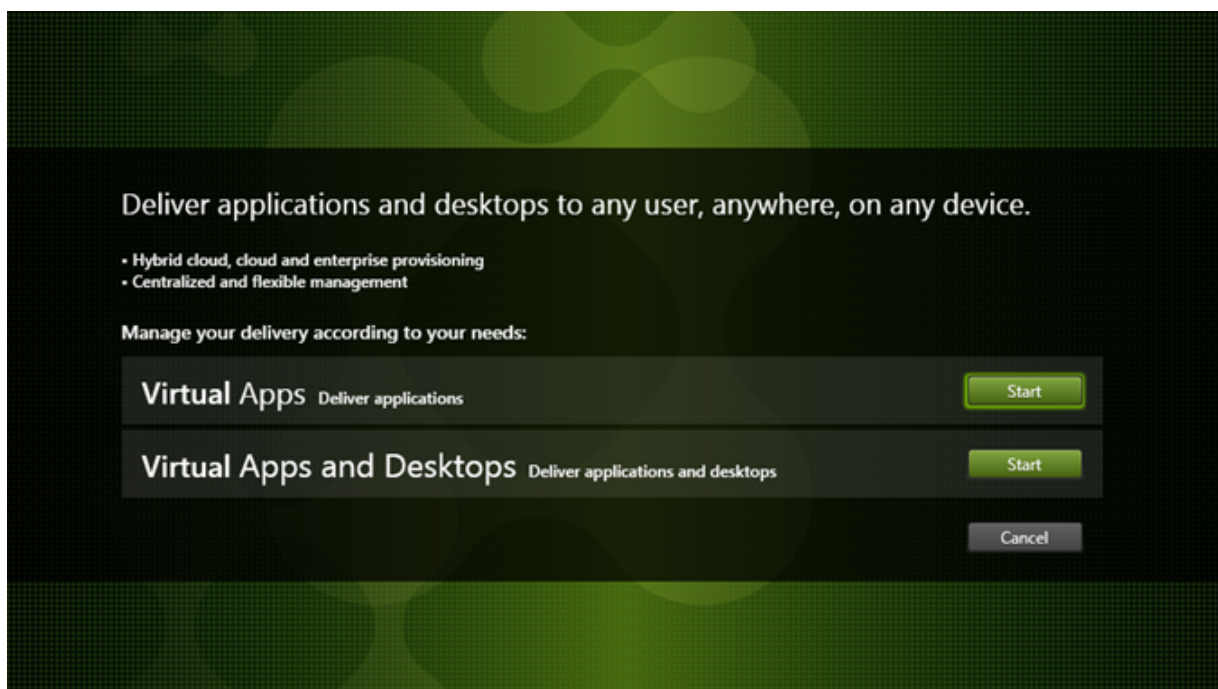 Deliver applications and desktops to any user, anywhere, on any device.
• Hybrid cloud, cloud and enterprise provisioning
• Centralized and flexible management
Manage your delivery according to your needs:
Virtual Apps Deliver applications Start
Virtual Apps and Desktops Deliver applications and desktops Start
Cancel